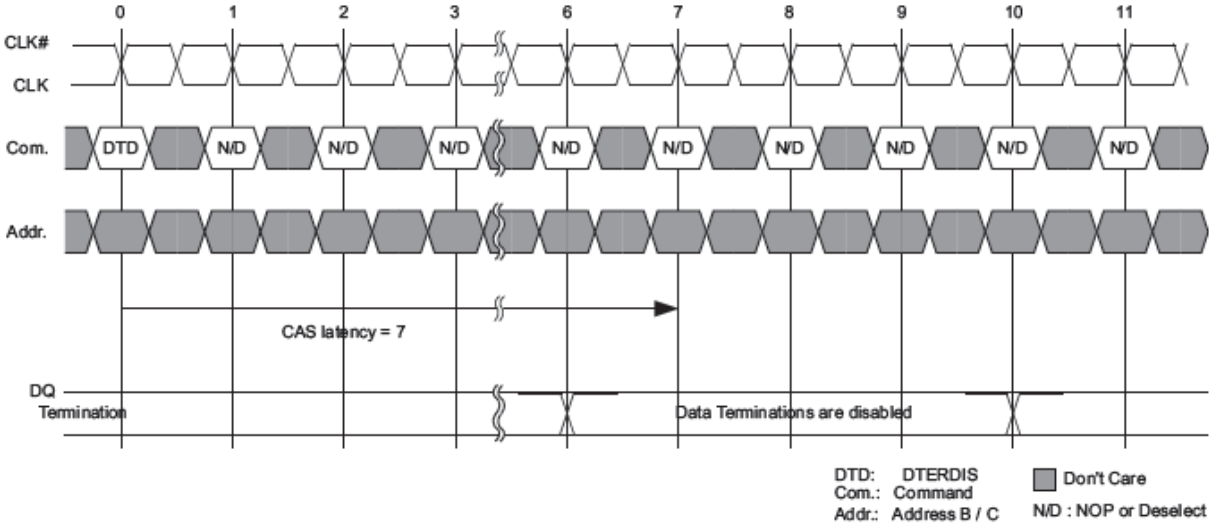 0 1 2 3 6 7 8 9 10 11
CLK#
CLK
Com. DTD N/D N/D N/D N/D N/D N/D N/D N/D N/D
Addr.
CAS latency = 7
DQ
Termination Data Terminations are disabled
DTD: DTERDIS Don't Care
Com.: Command
Addr.: Address B / C N/D : NOP or Deselect